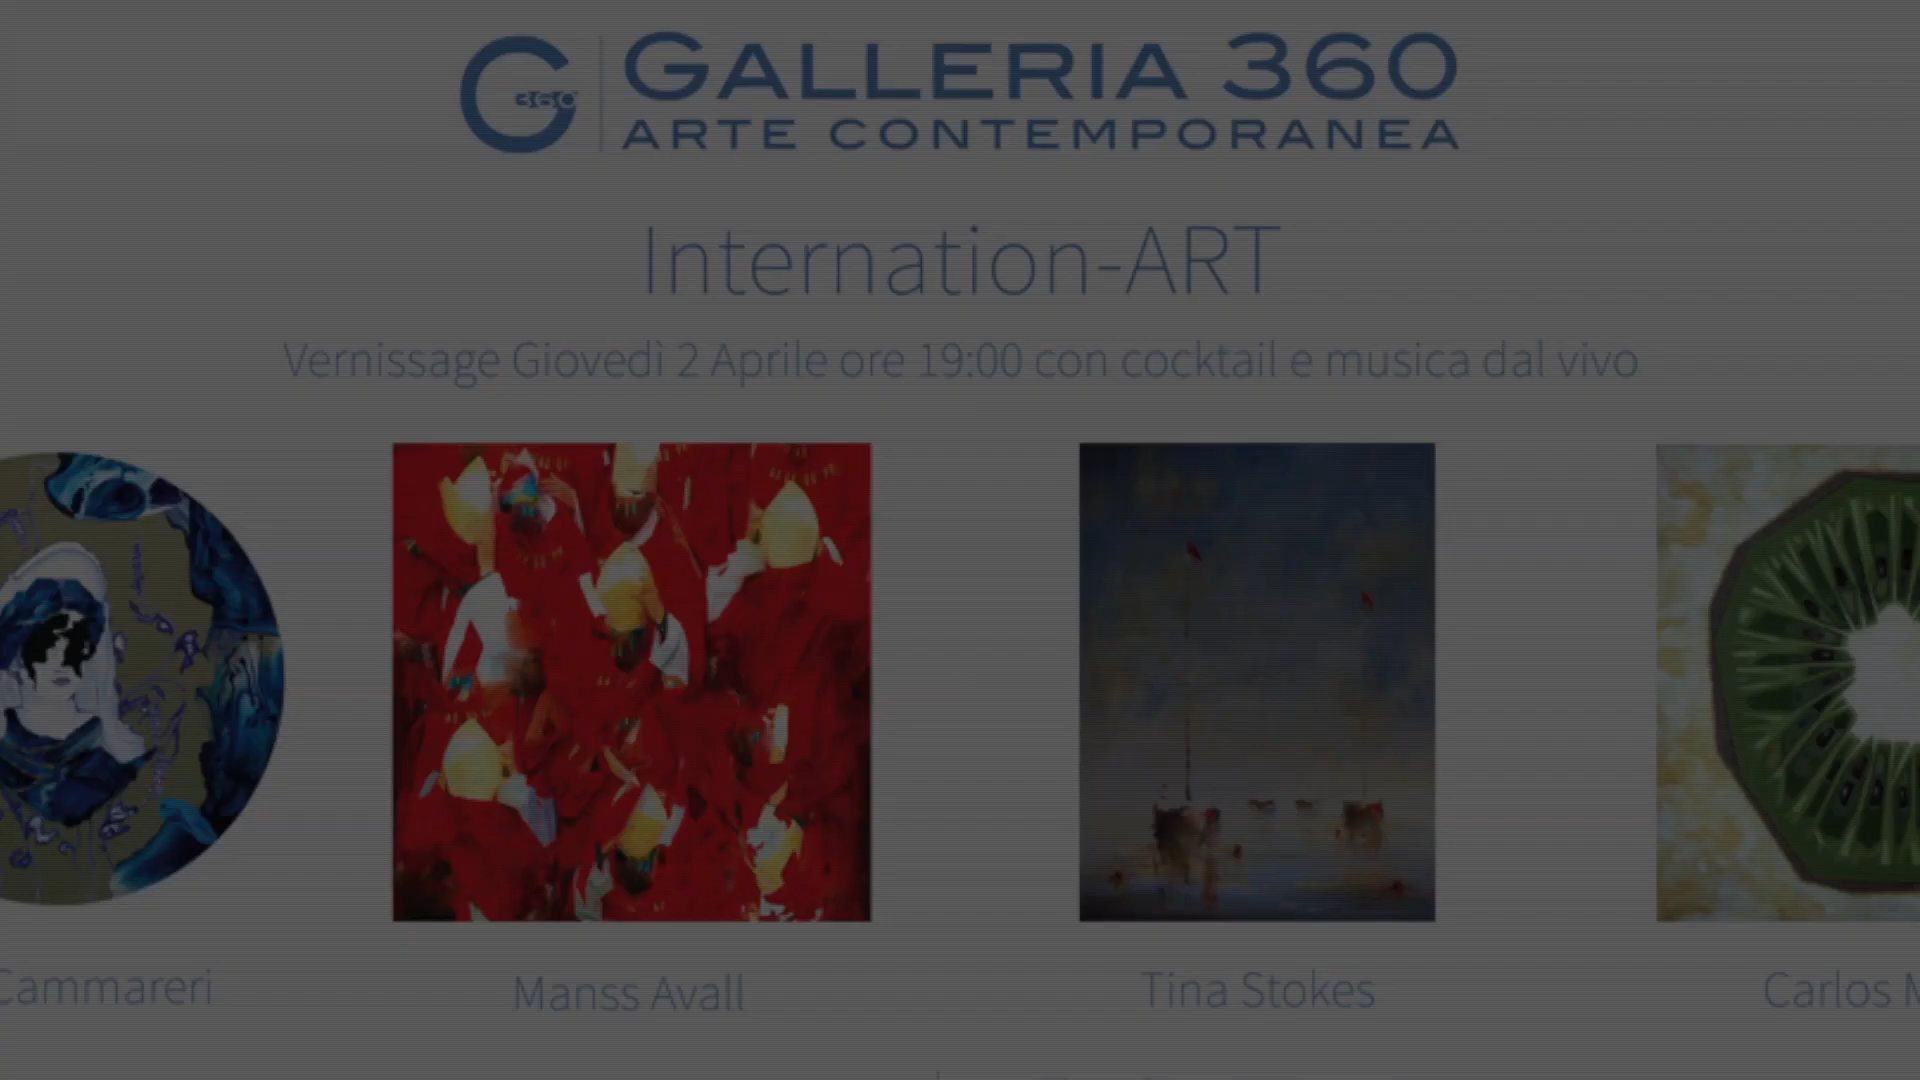 360°
GALLERIA 360
ARTE CONTEMPORANEA
Internation-ART
Vernissage Giovedì 2 Aprile ore 19:00 con cocktail e musica dal vivo
Cammareri
Manss Avall
Tina Stokes
Carlos